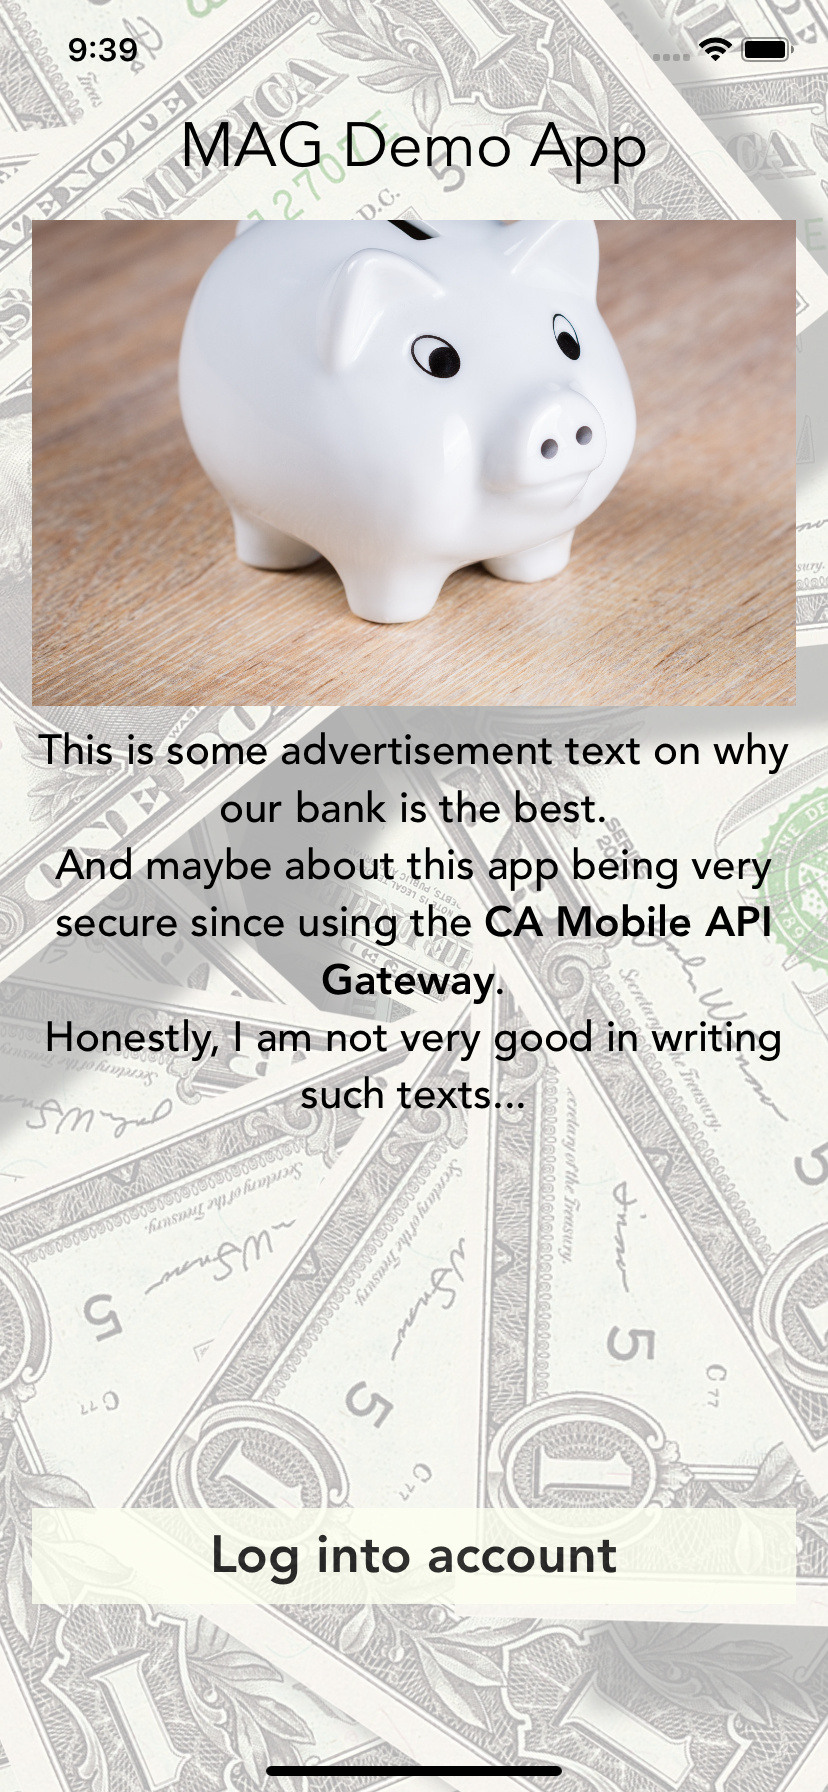 9:39
MAG Demo App
This is some advertisement text on why
our bank is the best.
And maybe about this app being very
secure since using the CA Mobile API
Gateway.
Honestly, I am not very good in writing
such texts...
Log into account